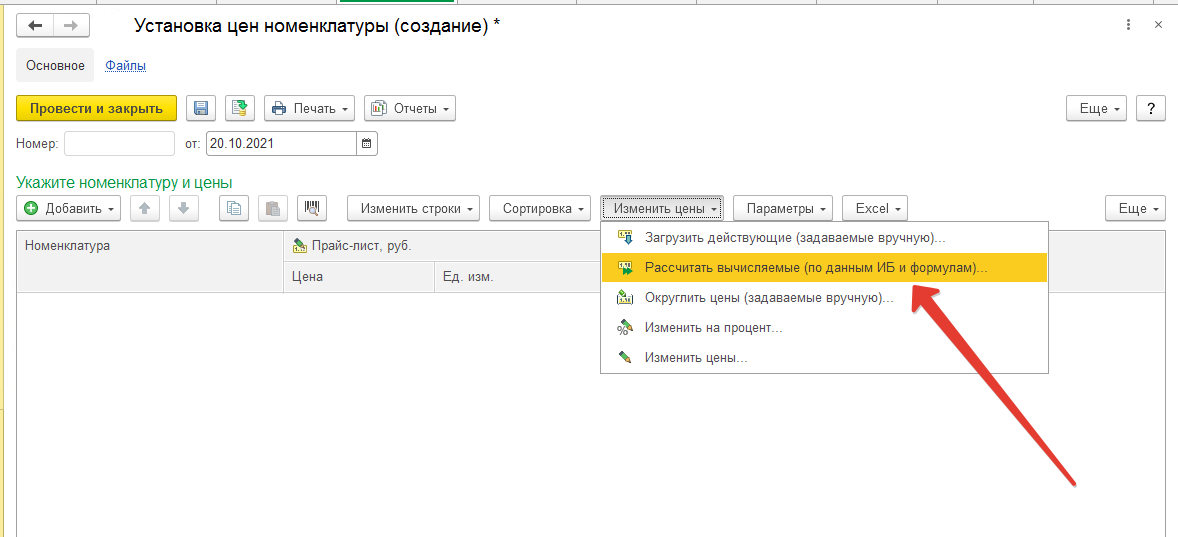 Установка цен номенклатуры (создание) *
Основное Файлы
Провести и закрыть Печать Отчеты Еще ?
Номер: от: 20.10.2021
Укажите номенклатуру и цены
Добавить Изменить строки Сортировка Изменить цены Параметры Excel Еще
Номенклатура Прайс-лист, руб.
Цена Ед. изм.
Загрузить действующие (задаваемые вручную)...
Рассчитать вычисляемые (по данным ИБ и формулам)...
Округлить цены (задаваемые вручную)...
Изменить на процент...
Изменить цены...